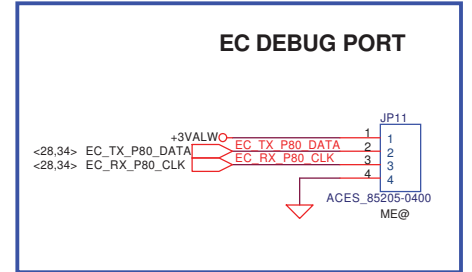 EC DEBUG PORT
JP11
+3VALW 1 1
<28,34> EC_TX_P80_DATA EC_TX_P80_DATA 2 2
<28,34> EC_RX_P80_CLK EC_RX_P80_CLK 3 3
4 4
ACES_85205-0400
ME@